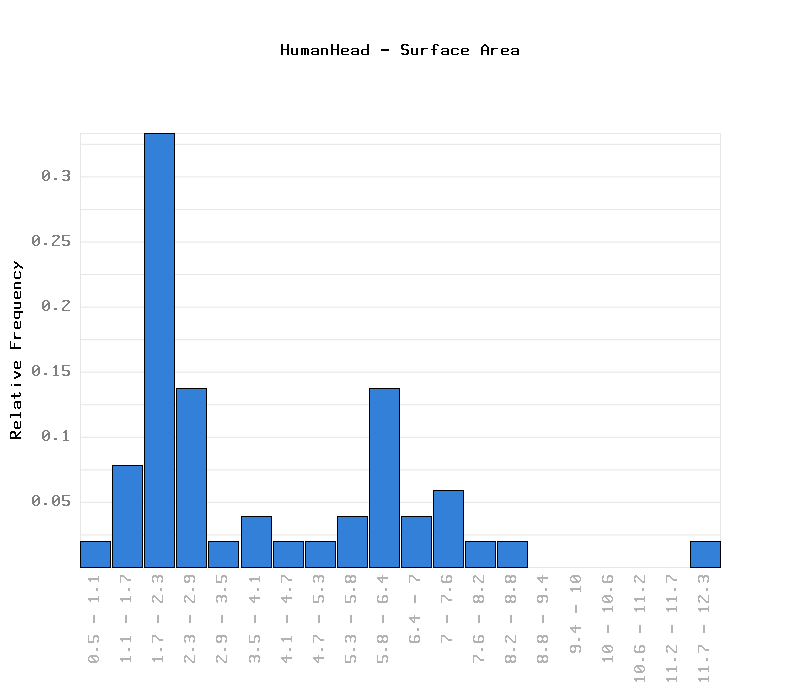 HumanHead - Surface Area
Relative Frequency
0.3
0.25
0.2
0.15
0.1
0.05
0.5 - 1.1
1.1 - 1.7
1.7 - 2.3
2.3 - 2.9
2.9 - 3.5
3.5 - 4.1
4.1 - 4.7
4.7 - 5.3
5.3 - 5.8
5.8 - 6.4
6.4 - 7
7 - 7.6
7.6 - 8.2
8.2 - 8.8
8.8 - 9.4
9.4 - 10
10 - 10.6
10.6 - 11.2
11.2 - 11.7
11.7 - 12.3